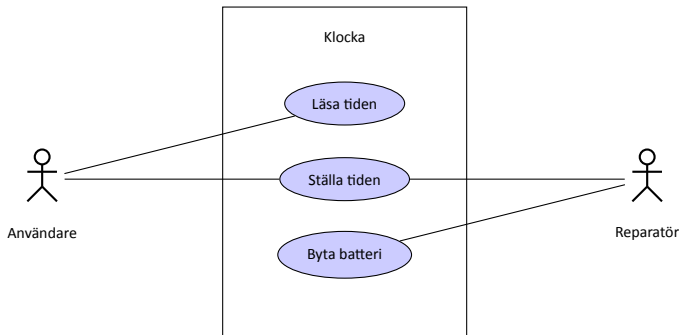 Klocka
Läsa tiden
Ställa tiden
Användare
Reparatör
Byta batteri